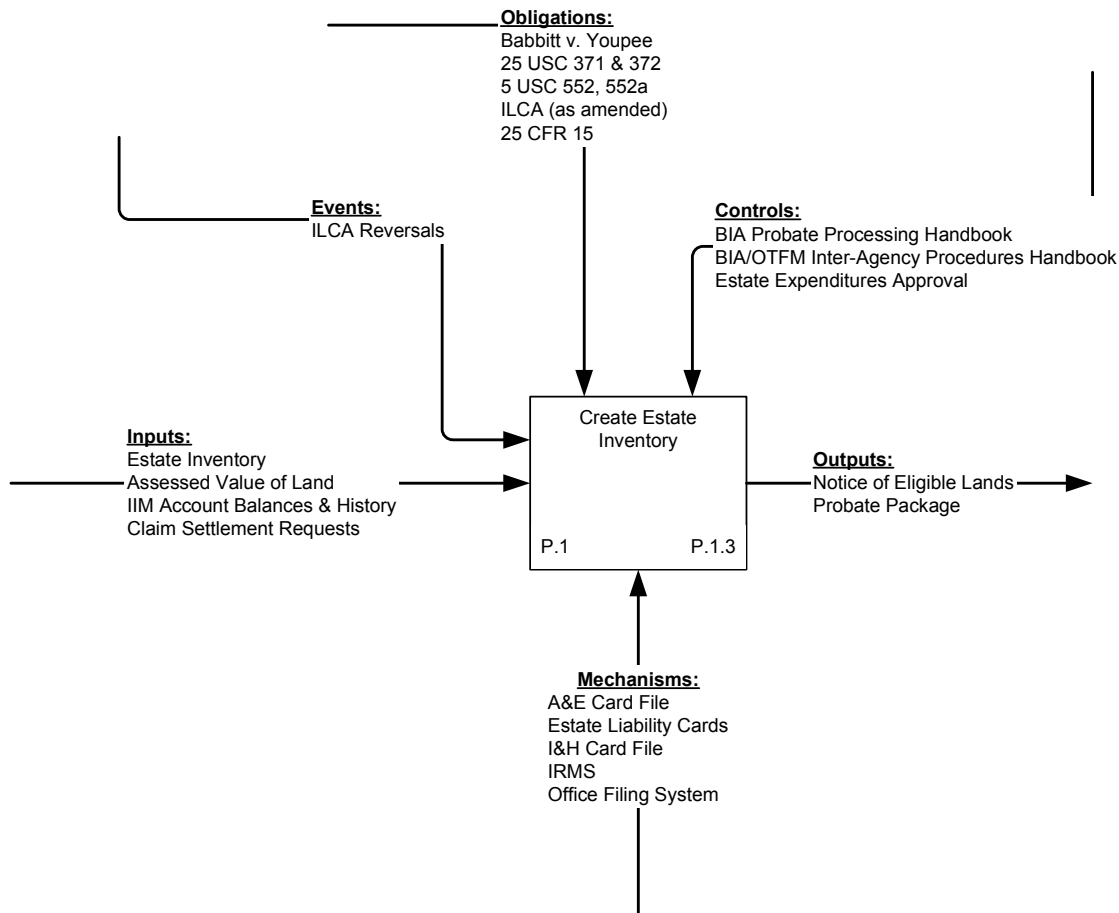 Obligations:
Babbitt v. Youpee
25 USC 371 & 372
5 USC 552, 552a
ILCA (as amended)
25 CFR 15
Events:
ILCA Reversals
Controls:
BIA Probate Processing Handbook
BIA/OTFM Inter-Agency Procedures Handbook
Estate Expenditures Approval
Create Estate
Inventory
P.1
P.1.3
Inputs:
Estate Inventory
Assessed Value of Land
IIM Account Balances & History
Claim Settlement Requests
Outputs:
Notice of Eligible Lands
Probate Package
Mechanisms:
A&E Card File
Estate Liability Cards
I&H Card File
IRMS
Office Filing System